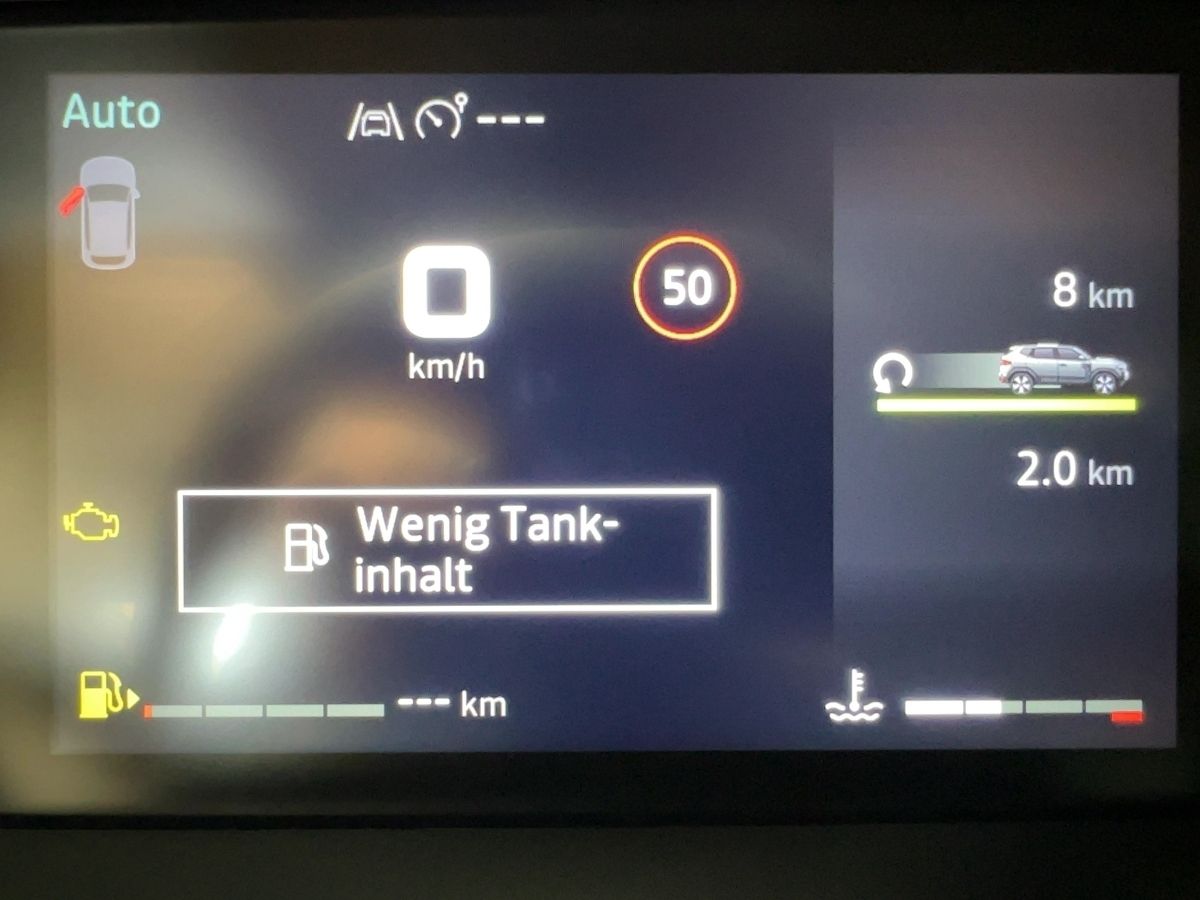 Auto
---
0
km/h
50
8 km
2.0 km
Wenig Tank-
inhalt
--- km